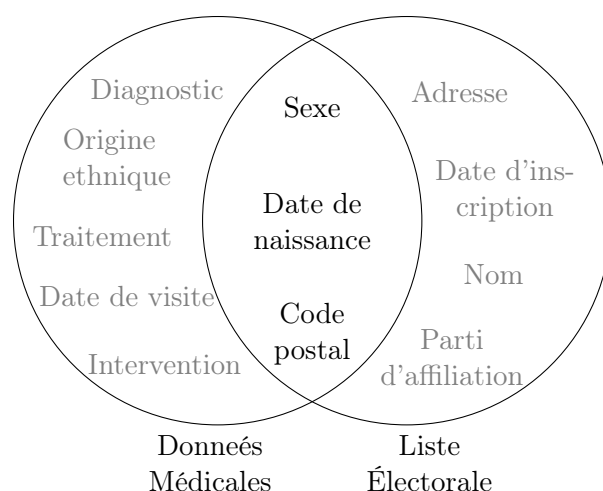 Diagnostic
Origine
ethnique
Traitement
Date de visite
Intervention
Sexe
Date de
naissance
Code
postal
Adresse
Date d'ins-
cription
Nom
Parti
d'affiliation
Donneés
Médicales
Liste
Électorale